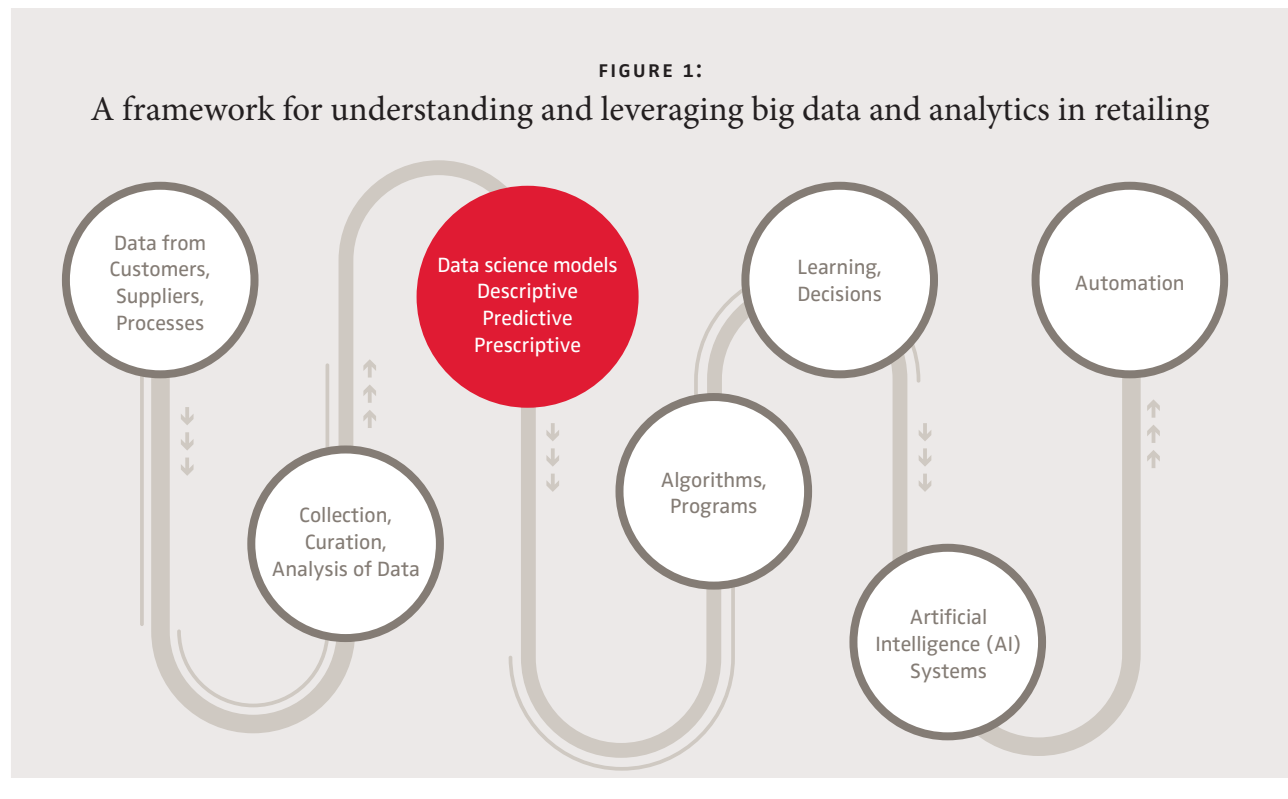 FIGURE 1:
A framework for understanding and leveraging big data and analytics in retailing
Data from
Customers,
Suppliers,
Processes
Collection,
Curation,
Analysis of Data
Data science models
Descriptive
Predictive
Prescriptive
Algorithms,
Programs
Learning,
Decisions
Artificial
Intelligence (AI)
Systems
Automation